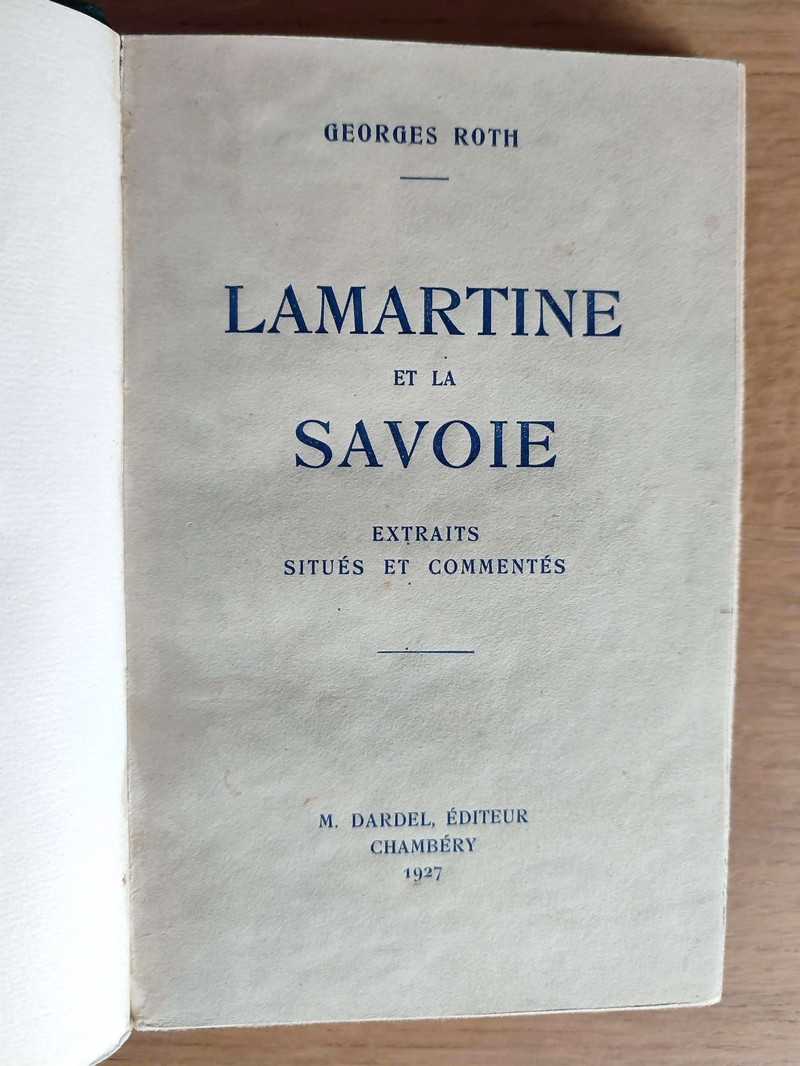 GEORGES ROTH
LAMARTINE
ET LA
SAVOIE
EXTRAITS
SITUÉS ET COMMENTÉS
M. DARDEL, ÉDITEUR
CHAMBÉRY
1927